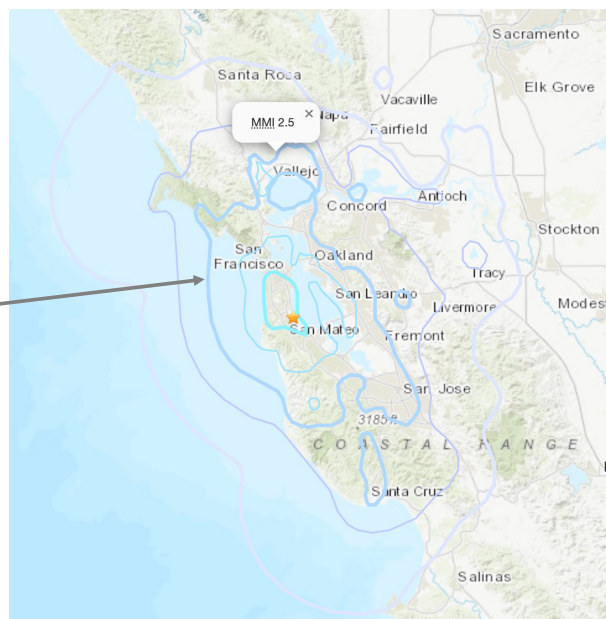 Sacramento
Santa Rosa
Elk Grove
Vacaville
MMI 2.5
×
Napa
Fairfield
Vallejo
Antioch
Concord
Stockton
San
Francisco
Oakland
Tracy
San Leandro
Livermore
Modest
San Mateo
Fremont
San Jose
3185 ft
COASTAL RANGE
Santa Cruz
Salinas